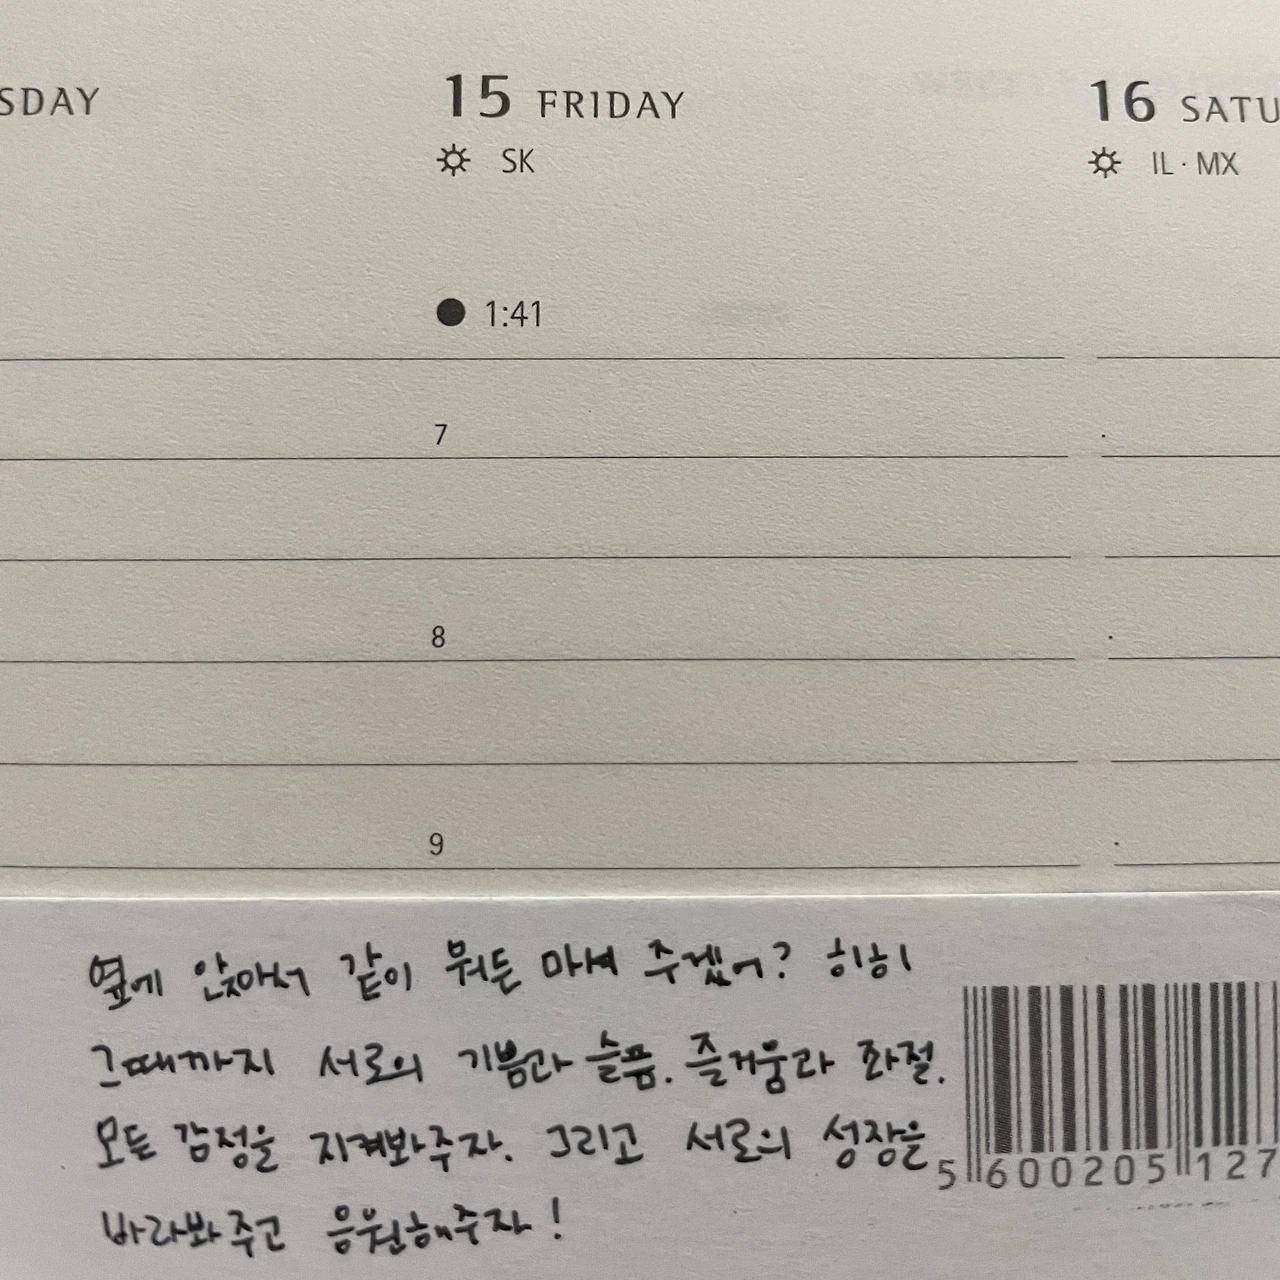 SDAY 15 FRIDAY 16 SATU
SK IL · MX
1:41
7
8
9
옆에 앉아서 같이 뭐든 마셔 주겠어? 히히
그때까지 서로의 기쁨과 슬픔. 즐거움과 좌절.
모든 감정을 지켜봐주자. 그리고 서로의 성장을
바라봐주고 응원해주자!
5 600205 127